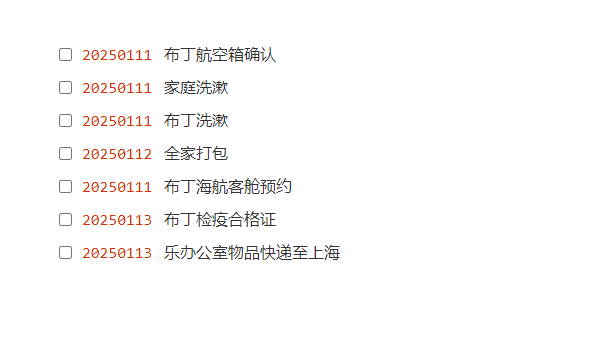 20250111 布丁航空箱确认
20250111 家庭洗漱
20250111 布丁洗漱
20250112 全家打包
20250111 布丁海航客舱预约
20250113 布丁检疫合格证
20250113 乐办公室物品快递至上海